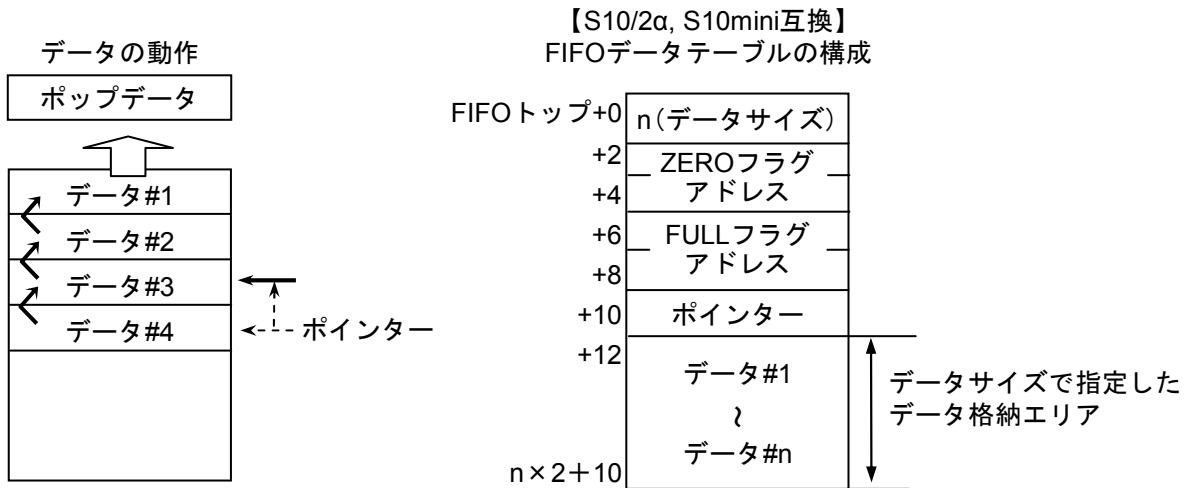 データの動作
ポップデータ
データ#1
データ#2
データ#3
データ#4
ポインター
【S10/2α, S10mini互換】
FIFOデータテーブルの構成
FIFOトップ+0
n(データサイズ)
+2
ZEROフラグ
+4
アドレス
+6
FULLフラグ
+8
アドレス
+10
ポインター
+12
データ#1
~
データ#n
n×2+10
データサイズで指定した
データ格納エリア